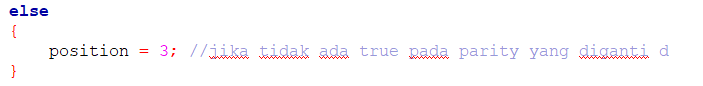 else
{
position = 3; //jika tidak ada true pada parity yang diganti d
}